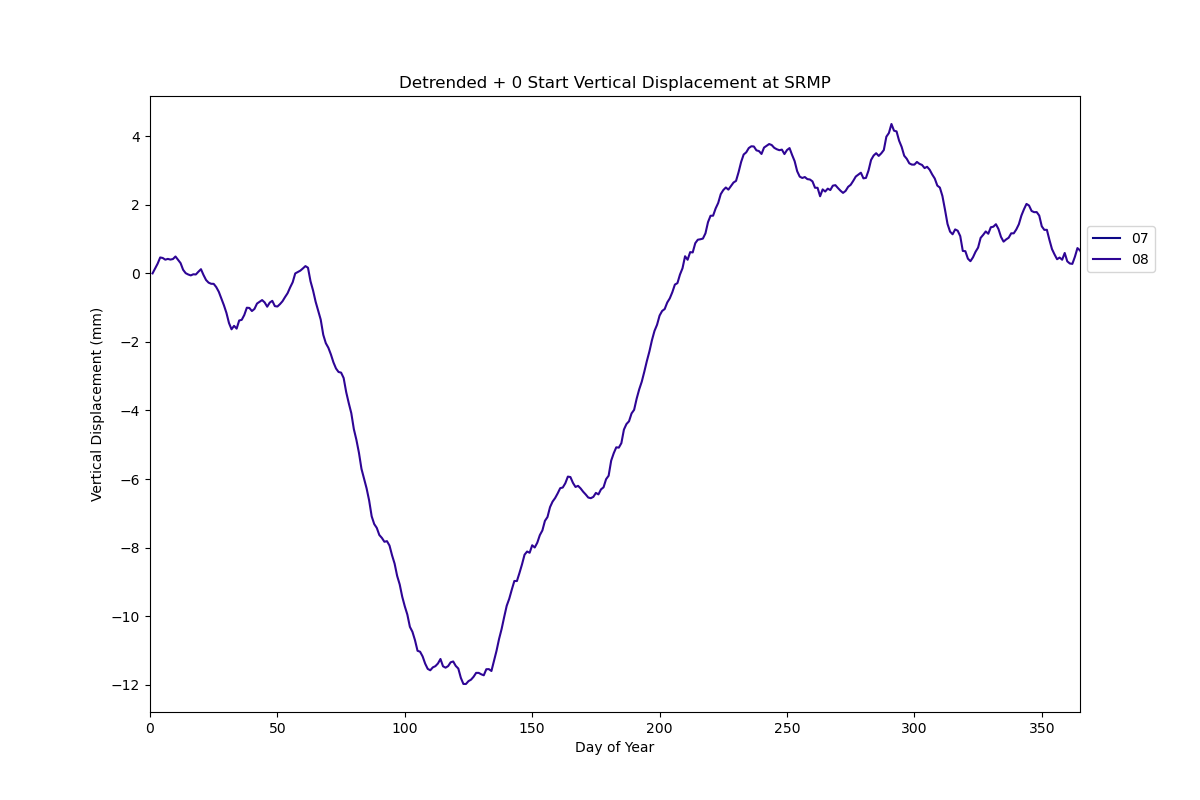 Detrended + 0 Start Vertical Displacement at SRMP
4
2
0
−2
−4
−6
−8
−10
−12
Vertical Displacement (mm)
0 50 100 150 200 250 300 350
Day of Year
07
08